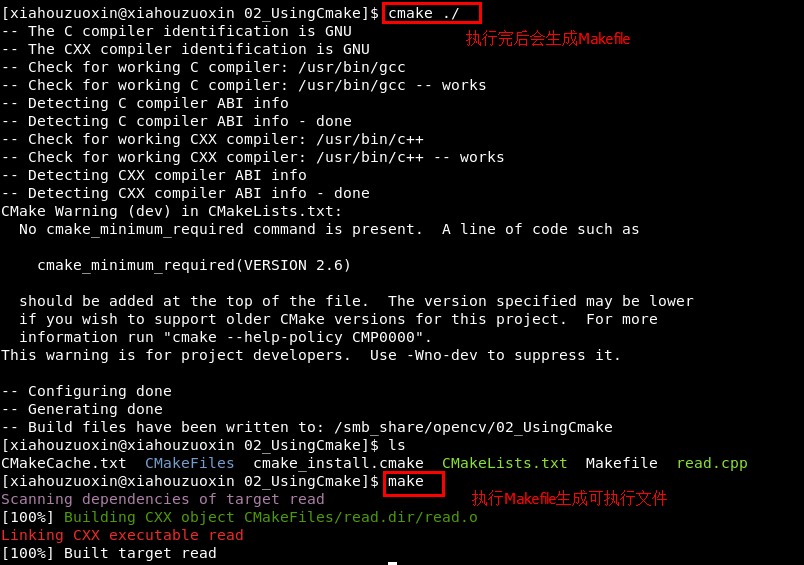 [xiahouzuoxin@xiahouzuoxin 02_UsingCmake]$ cmake ./
执行完后会生成Makefile
-- The C compiler identification is GNU
-- The CXX compiler identification is GNU
-- Check for working C compiler: /usr/bin/gcc
-- Check for working C compiler: /usr/bin/gcc -- works
-- Detecting C compiler ABI info
-- Detecting C compiler ABI info - done
-- Check for working CXX compiler: /usr/bin/c++
-- Check for working CXX compiler: /usr/bin/c++ -- works
-- Detecting CXX compiler ABI info
-- Detecting CXX compiler ABI info - done
CMake Warning (dev) in CMakeLists.txt:
  No cmake_minimum_required command is present.  A line of code such as
    cmake_minimum_required(VERSION 2.6)
  should be added at the top of the file.  The version specified may be lower
  if you wish to support older CMake versions for this project.  For more
  information run "cmake --help-policy CMP0000".
This warning is for project developers.  Use -Wno-dev to suppress it.
-- Configuring done
-- Generating done
-- Build files have been written to: /smb_share/opencv/02_UsingCmake
[xiahouzuoxin@xiahouzuoxin 02_UsingCmake]$ ls
CMakeCache.txt  CMakeFiles  cmake_install.cmake  CMakeLists.txt  Makefile  read.cpp
[xiahouzuoxin@xiahouzuoxin 02_UsingCmake]$ make
Scanning dependencies of target read
执行Makefile生成可执行文件
[100%] Building CXX object CMakeFiles/read.dir/read.o
Linking CXX executable read
[100%] Built target read